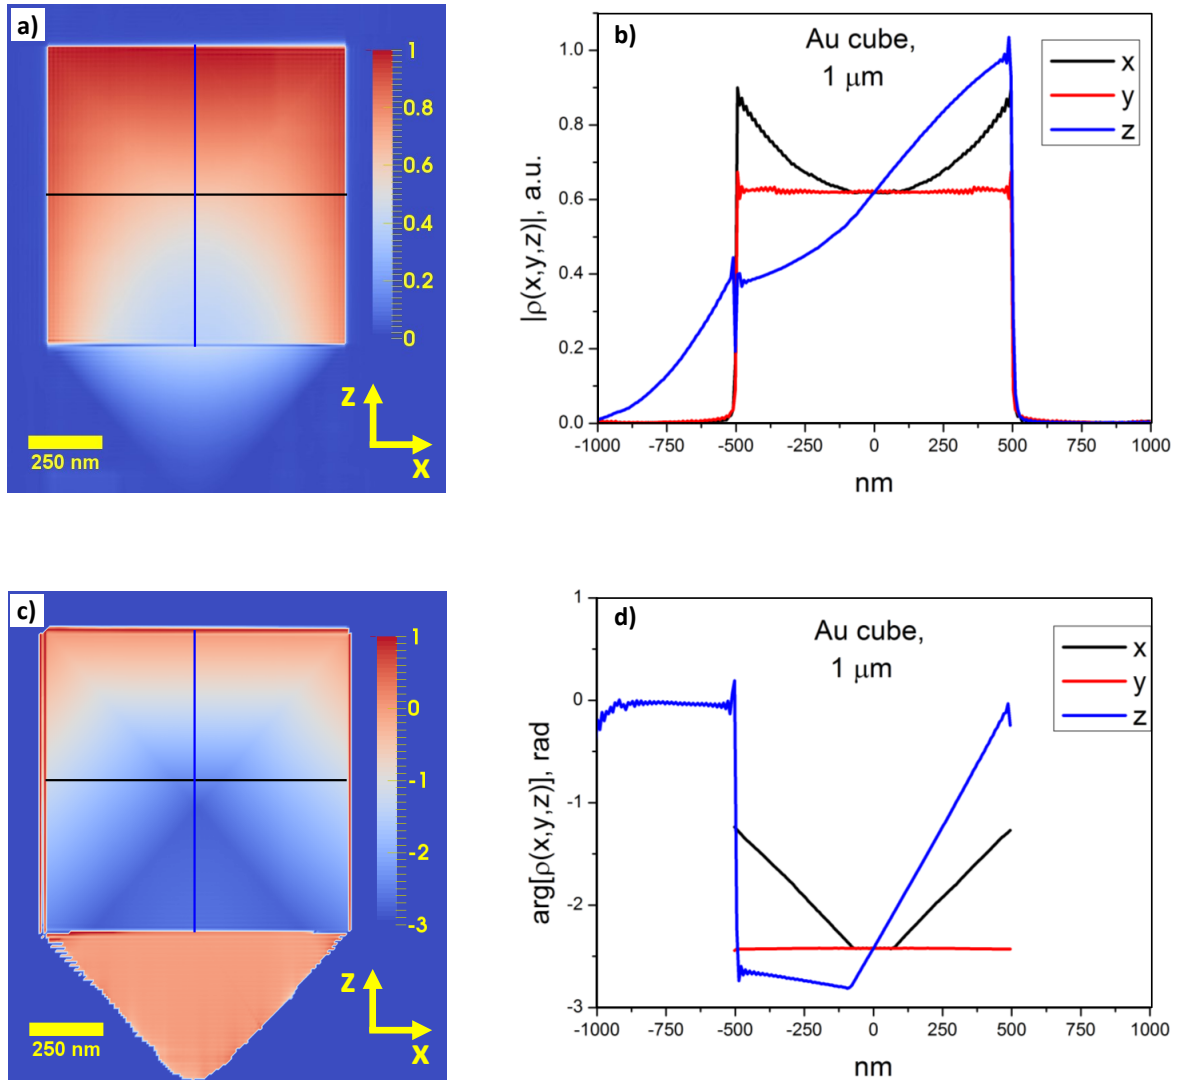 a)
1
0.8
0.6
0.4
0.2
0
z
x
250 nm
b)
Au cube,
1 μm
x
y
z
1.0
0.8
0.6
0.4
0.2
0.0
|ρ(x,y,z)|, a.u.
-1000 -750 -500 -250 0 250 500 750 1000
nm
c)
1
0
-1
-2
-3
z
x
250 nm
d)
Au cube,
1 μm
x
y
z
1
0
-1
-2
-3
arg[ρ(x,y,z)], rad
-1000 -750 -500 -250 0 250 500 750 1000
nm